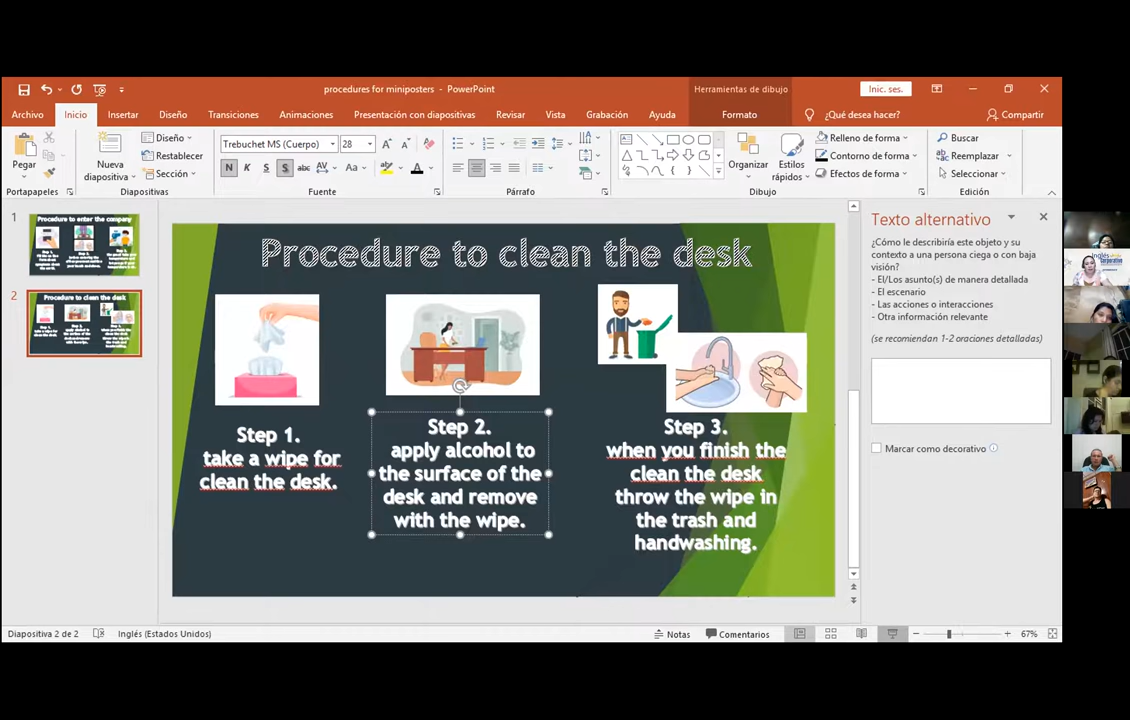 procedures for miniposters - PowerPoint
Herramientas de dibujo
Inic. ses.
Archivo Inicio Insertar Diseño Transiciones Animaciones Presentación con diapositivas Revisar Vista Grabación Ayuda Formato ¿Qué desea hacer? Compartir
Pegar
Nueva
diapositiva
Diseño
Restablecer
Sección
Trebuchet MS (Cuerpo) 28
N K S S abc AV Aa A
Organizar
Estilos
rápidos
Relleno de forma
Contorno de forma
Efectos de forma
Buscar
Reemplazar
Seleccionar
Portapapeles Diapositivas Fuente Párrafo Dibujo Edición
1
Procedure to enter the company
2
Procedure to clean the desk
Procedure to clean the desk
Step 1.
take a wipe for
clean the desk.
Step 2.
apply alcohol to
the surface of the
desk and remove
with the wipe.
Step 3.
when you finish the
clean the desk
throw the wipe in
the trash and
handwashing.
Texto alternativo
¿Cómo le describiría este objeto y su
contexto a una persona ciega o con baja
visión?
- El/Los asunto(s) de manera detallada
- El escenario
- Las acciones o interacciones
- Otra información relevante
(se recomiendan 1-2 oraciones detalladas)
Marcar como decorativo
Diapositiva 2 de 2 Inglés (Estados Unidos) Notas Comentarios 67%